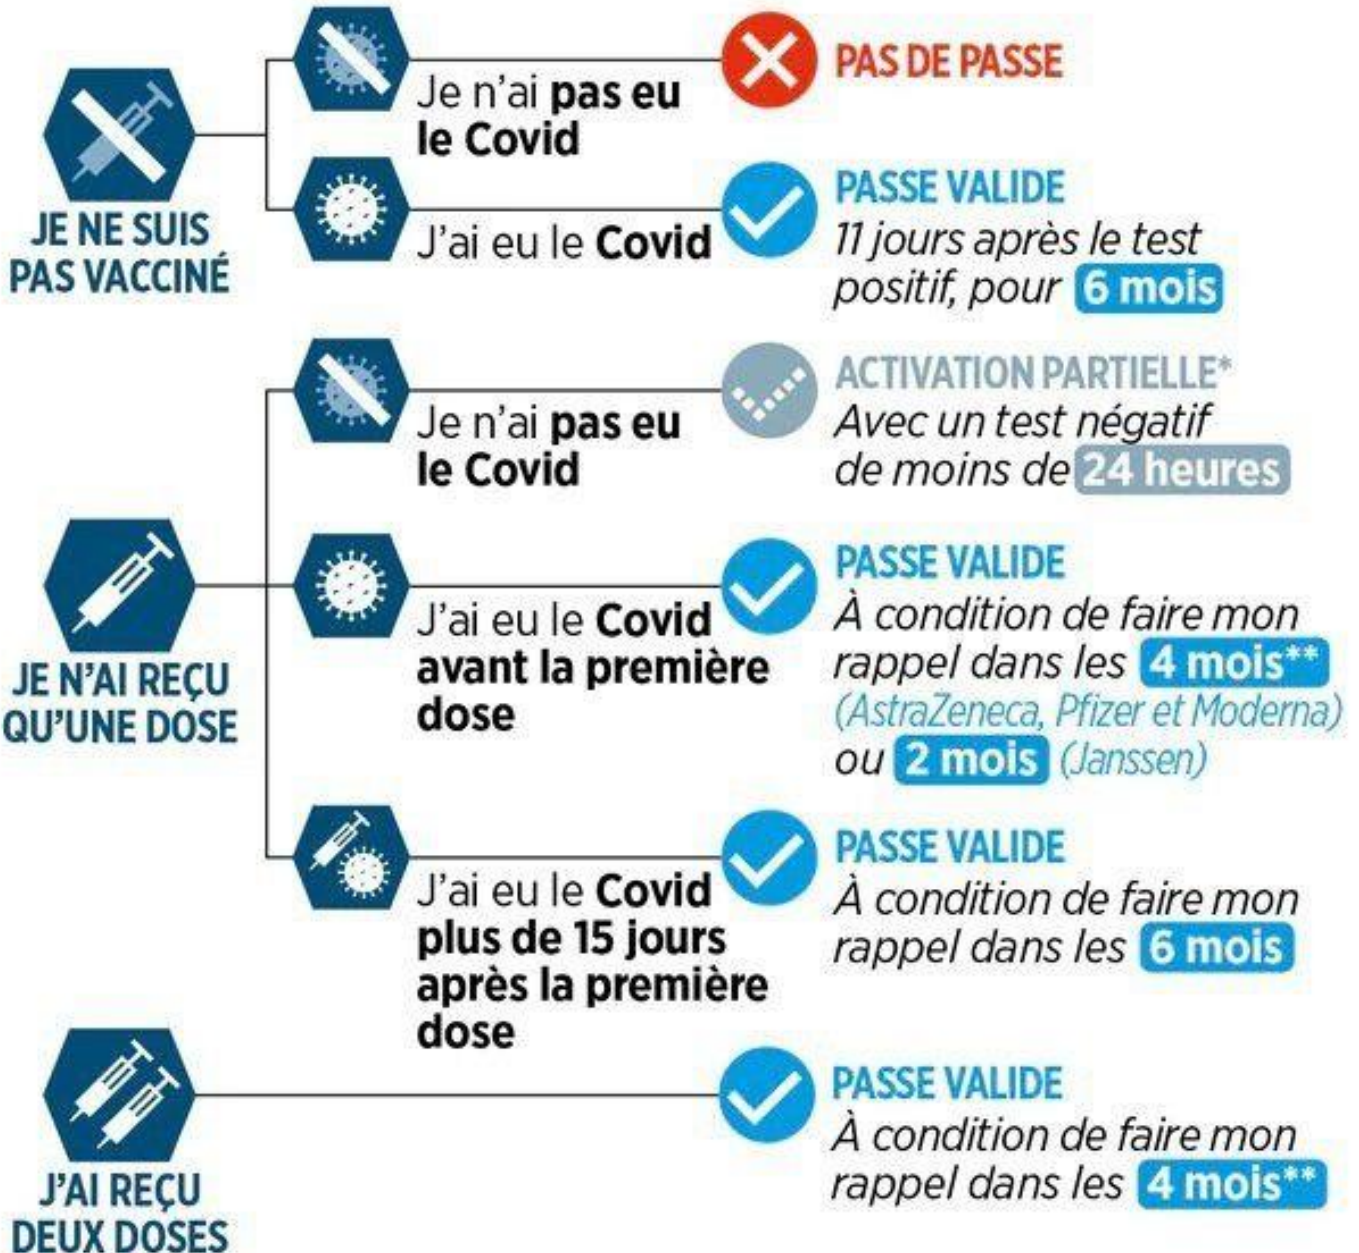 JE NE SUIS
PAS VACCINÉ
Je n'ai pas eu
le Covid
PAS DE PASSE
J'ai eu le Covid
PASSE VALIDE
11 jours après le test
positif, pour 6 mois
JE N'AI REÇU
QU'UNE DOSE
Je n'ai pas eu
le Covid
ACTIVATION PARTIELLE*
Avec un test négatif
de moins de 24 heures
J'ai eu le Covid
avant la première
dose
PASSE VALIDE
À condition de faire mon
rappel dans les 4 mois**
(AstraZeneca, Pfizer et Moderna)
ou 2 mois (Janssen)
J'ai eu le Covid
plus de 15 jours
après la première
dose
PASSE VALIDE
À condition de faire mon
rappel dans les 6 mois
J'AI REÇU
DEUX DOSES
PASSE VALIDE
À condition de faire mon
rappel dans les 4 mois**